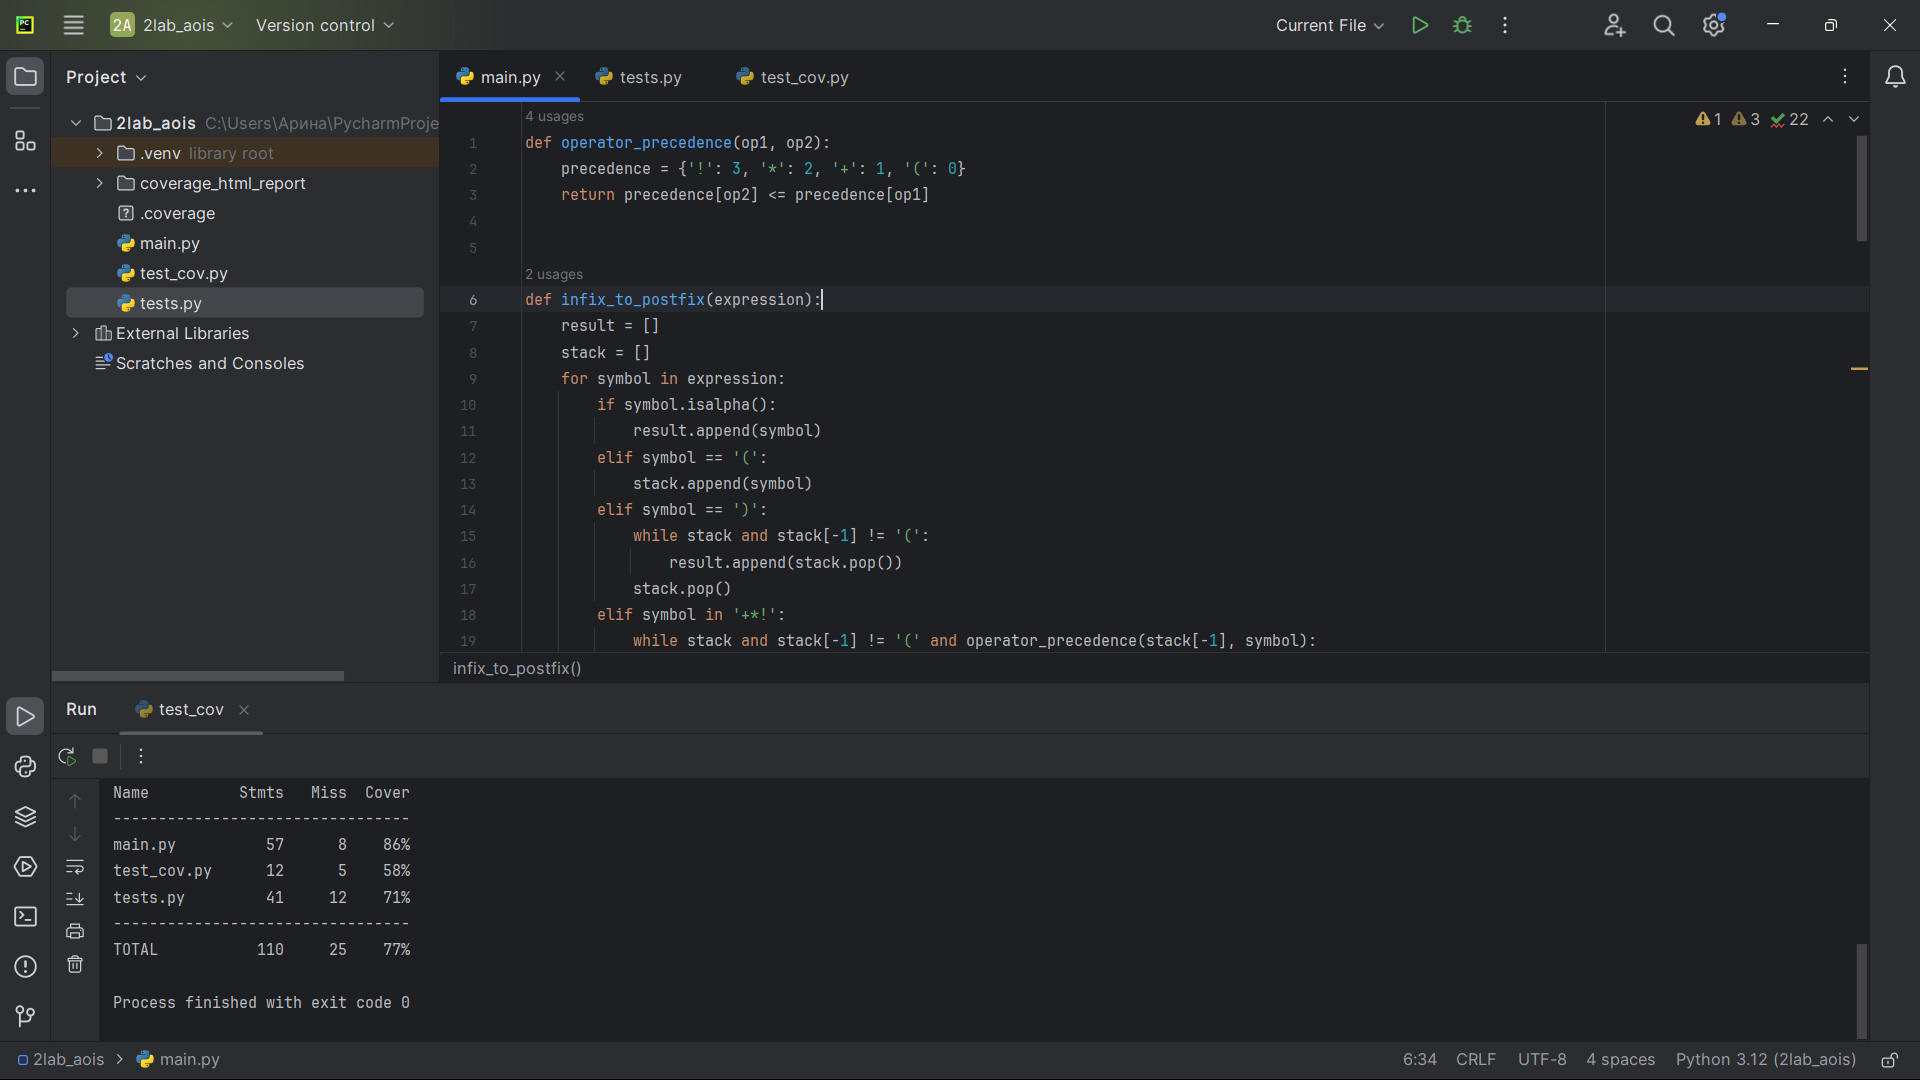 PC
2A 2lab_aois Version control
Current File
Project
2lab_aois C:\Users\Арина\PycharmProje
.venv library root
coverage_html_report
.coverage
main.py
test_cov.py
tests.py
External Libraries
Scratches and Consoles
main.py tests.py test_cov.py
1 3 22
4 usages
1 def operator_precedence(op1, op2):
2 precedence = {'!': 3, '*': 2, '+': 1, '(': 0}
3 return precedence[op2] <= precedence[op1]
4
5
2 usages
6 def infix_to_postfix(expression):
7 result = []
8 stack = []
9 for symbol in expression:
10 if symbol.isalpha():
11 result.append(symbol)
12 elif symbol == '(':
13 stack.append(symbol)
14 elif symbol == ')':
15 while stack and stack[-1] != '(':
16 result.append(stack.pop())
17 stack.pop()
18 elif symbol in '+*!':
19 while stack and stack[-1] != '(' and operator_precedence(stack[-1], symbol):
infix_to_postfix()
Run test_cov
Name Stmts Miss Cover
---------------------------------
main.py 57 8 86%
test_cov.py 12 5 58%
tests.py 41 12 71%
---------------------------------
TOTAL 110 25 77%
Process finished with exit code 0
2lab_aois > main.py
6:34 CRLF UTF-8 4 spaces Python 3.12 (2lab_aois)